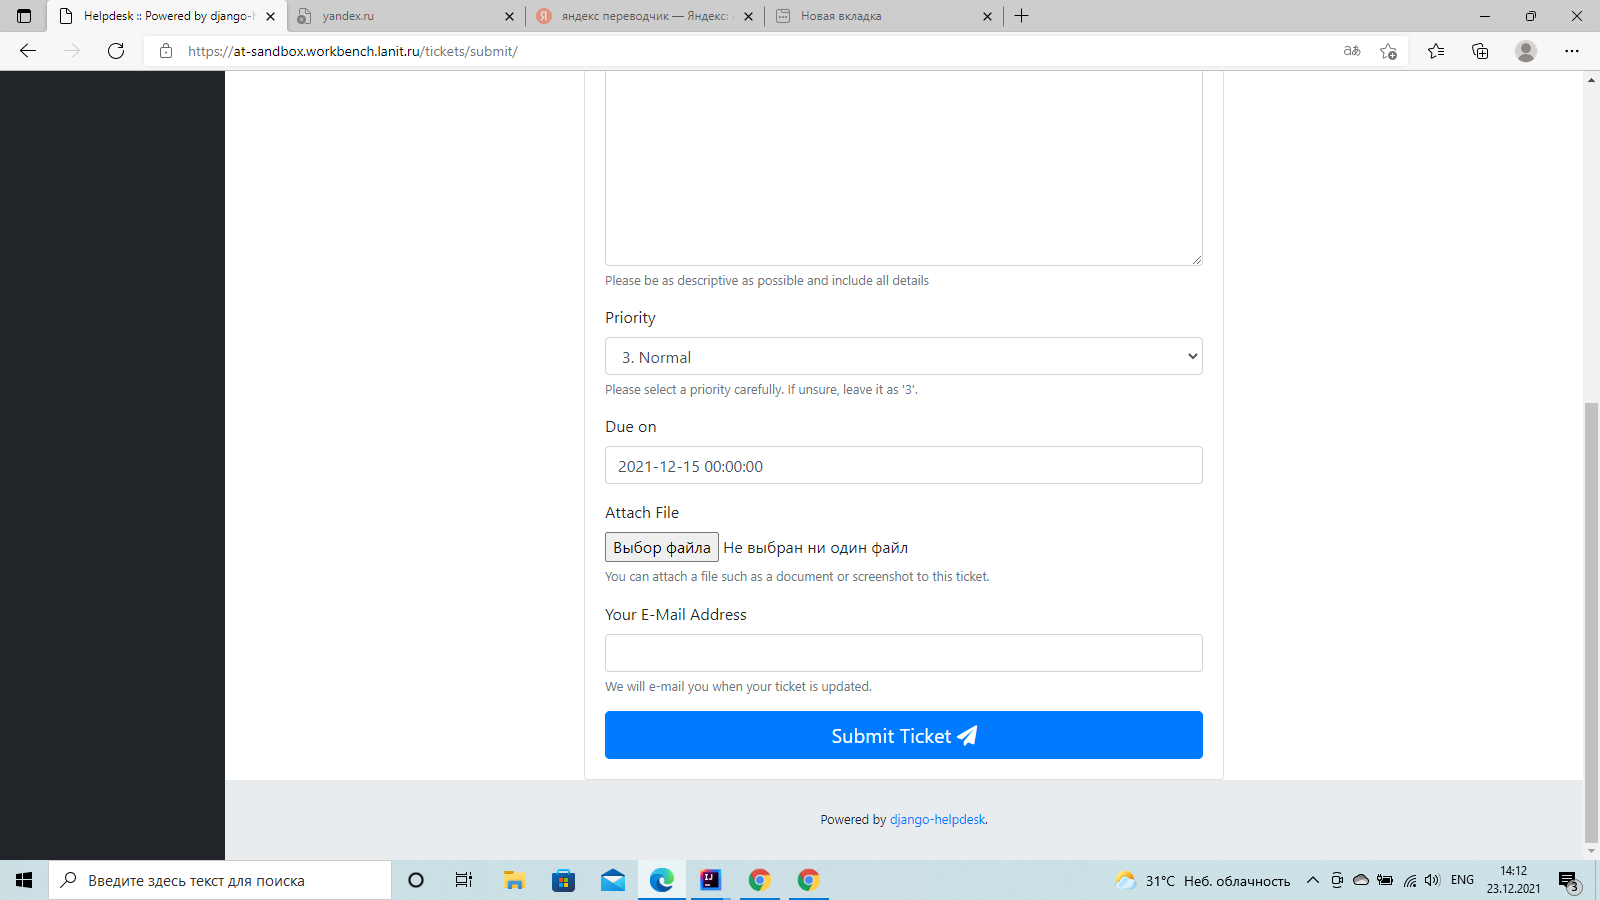 Helpdesk :: Powered by django-h
yandex.ru
яндекс переводчик — Яндекс:
Новая вкладка
https://at-sandbox.workbench.lanit.ru/tickets/submit/
Please be as descriptive as possible and include all details
Priority
3. Normal
Please select a priority carefully. If unsure, leave it as '3'.
Due on
2021-12-15 00:00:00
Attach File
Выбор файла Не выбран ни один файл
You can attach a file such as a document or screenshot to this ticket.
Your E-Mail Address
We will e-mail you when your ticket is updated.
Submit Ticket
Powered by django-helpdesk.
Введите здесь текст для поиска
31°C Неб. облачность
ENG
14:12
23.12.2021
3